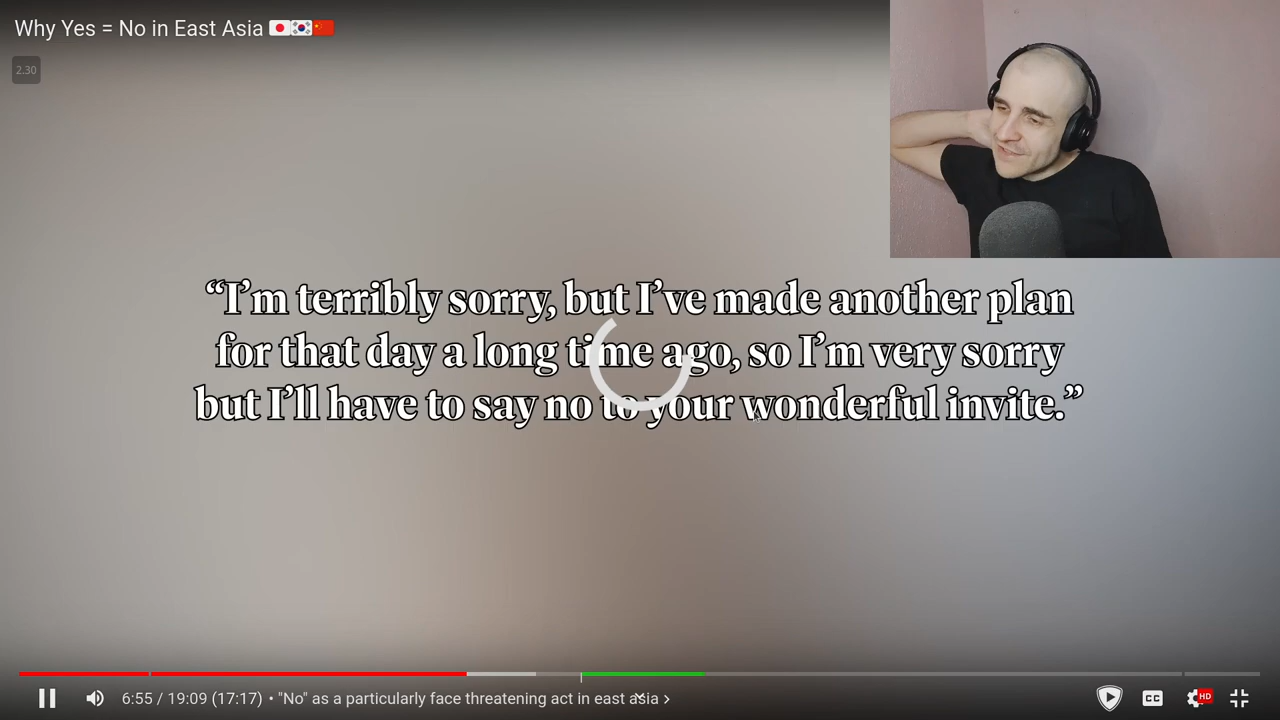 Why Yes = No in East Asia 🇯🇵🇰🇷🇨🇳
2.30
“I’m terribly sorry, but I’ve made another plan
for that day a long time ago, so I’m very sorry
but I’ll have to say no to your wonderful invite.”
6:55 / 19:09 (17:17) • "No" as a particularly face threatening act in east asia ›
CC
HD